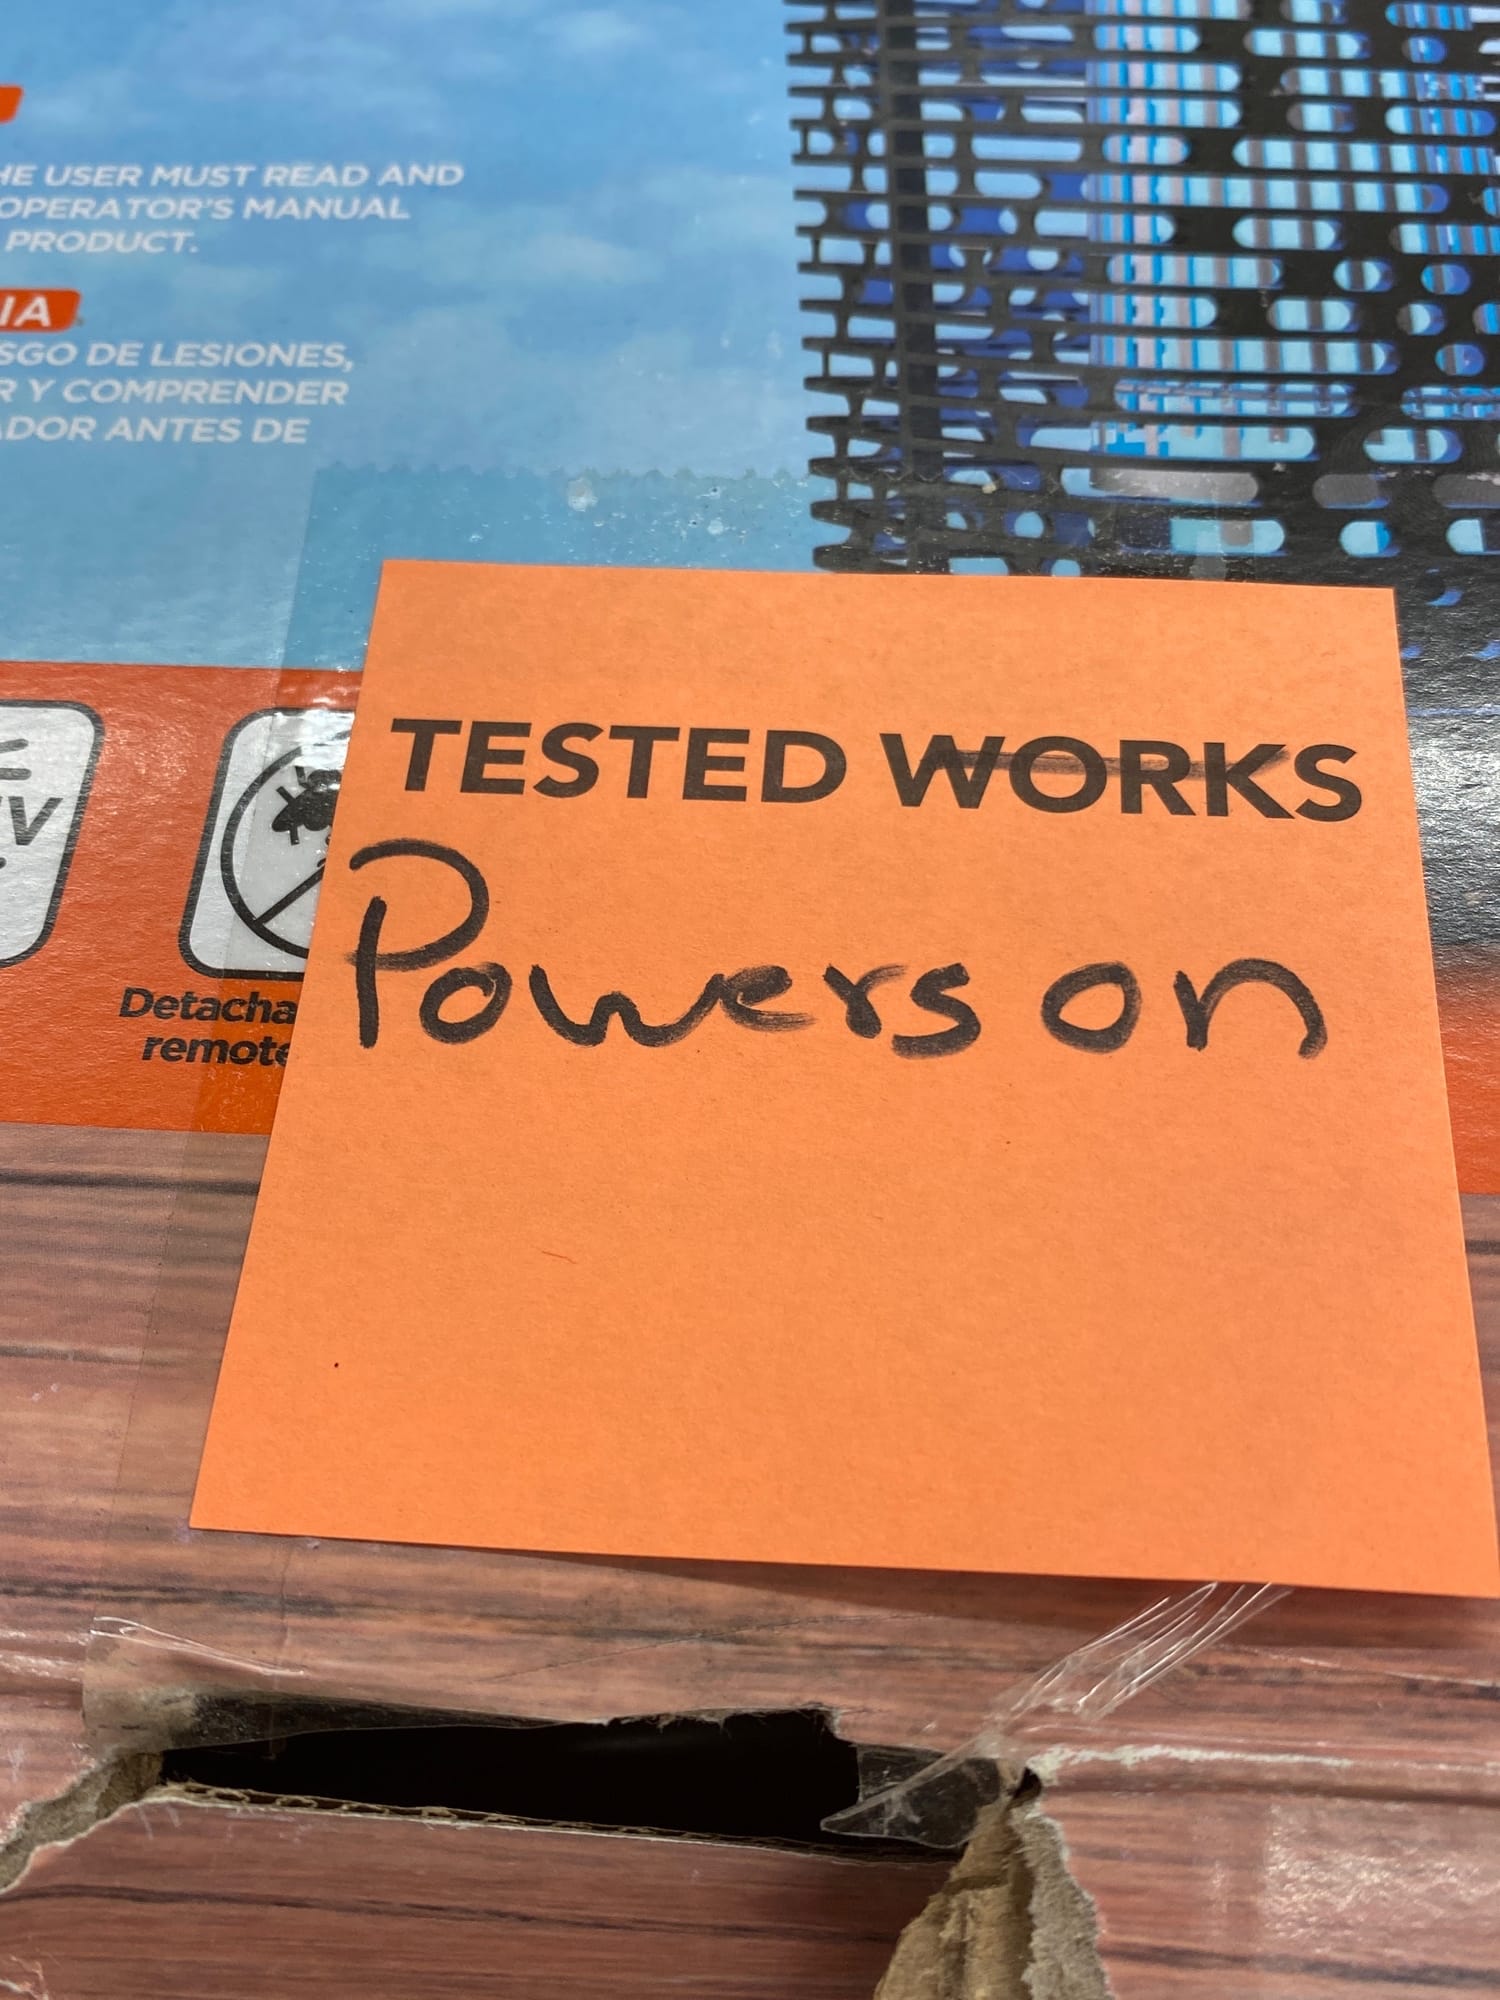 HE USER MUST READ AND
OPERATOR'S MANUAL
PRODUCT.
IA
SGO DE LESIONES,
R Y COMPRENDER
ADOR ANTES DE
TESTED WORKS
Powers on
Detacha
remote